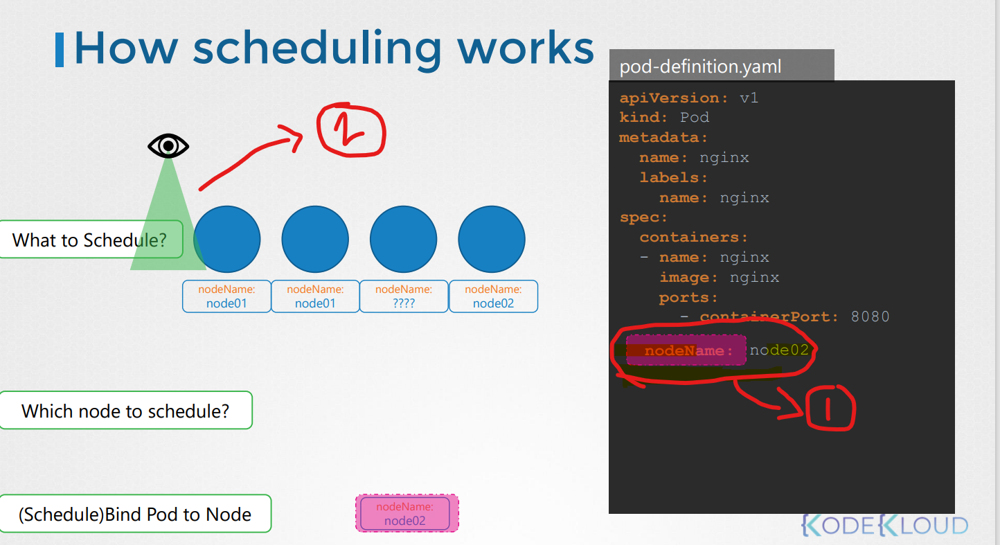 How scheduling works
pod-definition.yaml
apiVersion: v1
kind: Pod
metadata:
name: nginx
labels:
name: nginx
spec:
containers:
- name: nginx
image: nginx
ports:
- containerPort: 8080
nodeName: node02
1
2
What to Schedule?
nodeName:
node01
nodeName:
node01
nodeName:
????
nodeName:
node02
Which node to schedule?
(Schedule)Bind Pod to Node
nodeName:
node02
KODEKLOUD